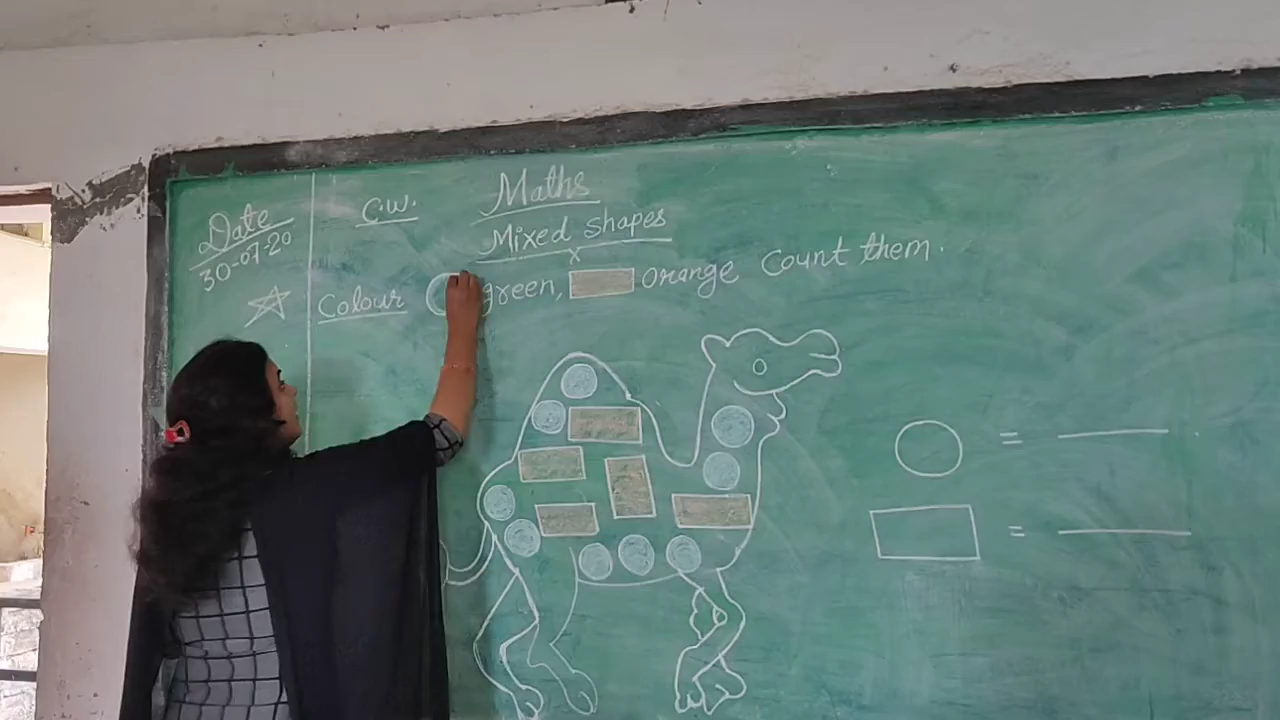 Date
30-07-20
C.W.
Maths
Mixed shapes
x
Colour green, Orange Count them.
=
=